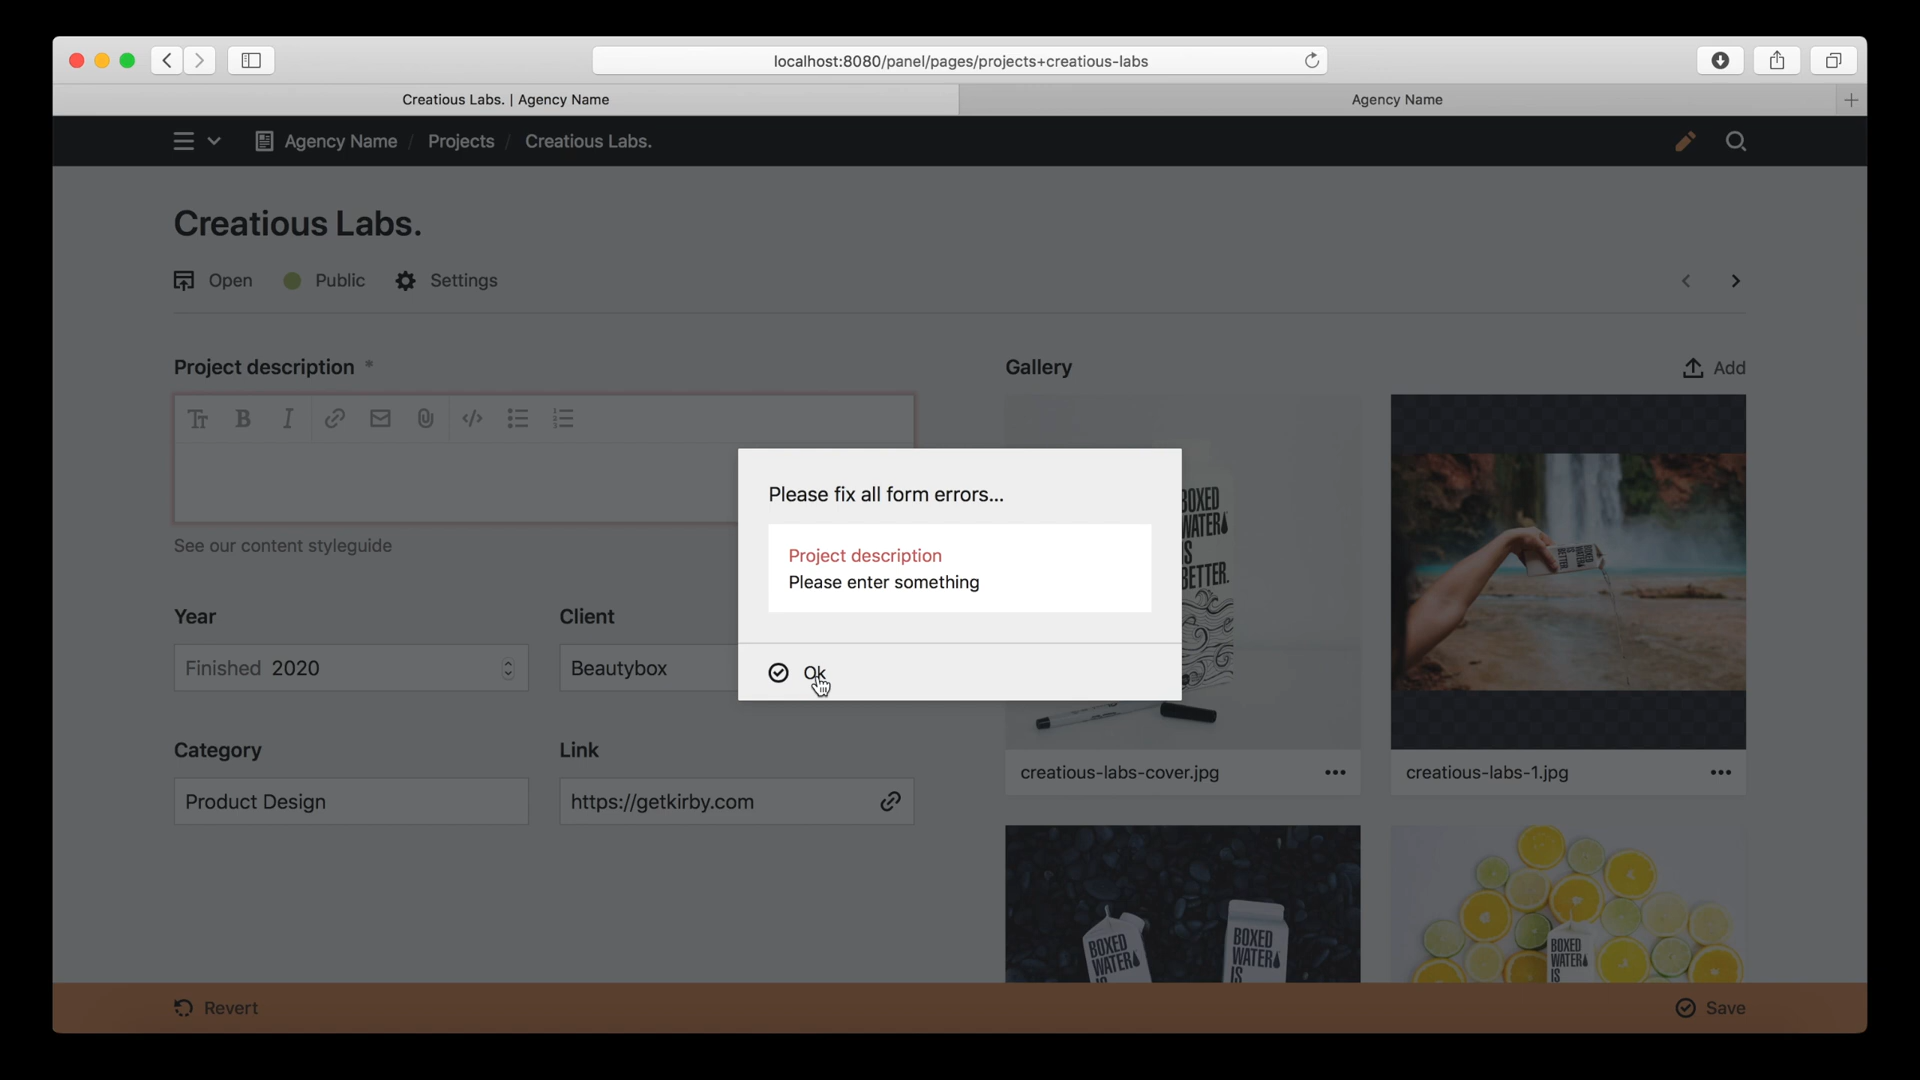 localhost:8080/panel/pages/projects+creatious-labs
Creatious Labs. | Agency Name
Agency Name
Agency Name / Projects / Creatious Labs.
Creatious Labs.
Open
Public
Settings
Project description *
See our content styleguide
Year
Finished 2020
Client
Beautybox
Category
Product Design
Link
https://getkirby.com
Gallery
Add
BOXED
WATER
IS
BETTER.
creatious-labs-cover.jpg
creatious-labs-1.jpg
BOXED
WATER
IS
BOXED
WATER
IS
BOXED
WATER
IS
Please fix all form errors...
Project description
Please enter something
Ok
Revert
Save